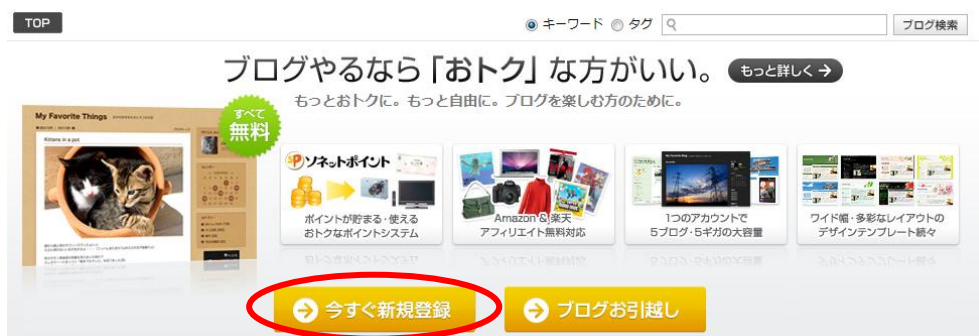 TOP
キーワード タグ ブログ検索
ブログやるなら「おトク」な方がいい。 もっと詳しく
もっとおトクに。もっと自由に。ブログを楽しむ方のために。
すべて
無料
My Favorite Things
Kittens in a pot
ソネットポイント
ポイントが貯まる・使える
おトクなポイントシステム
Amazon & 楽天
アフィリエイト無料対応
1つのアカウントで
5ブログ・5ギガの大容量
ワイド幅・多彩なレイアウトの
デザインテンプレート続々
今すぐ新規登録
ブログお引越し